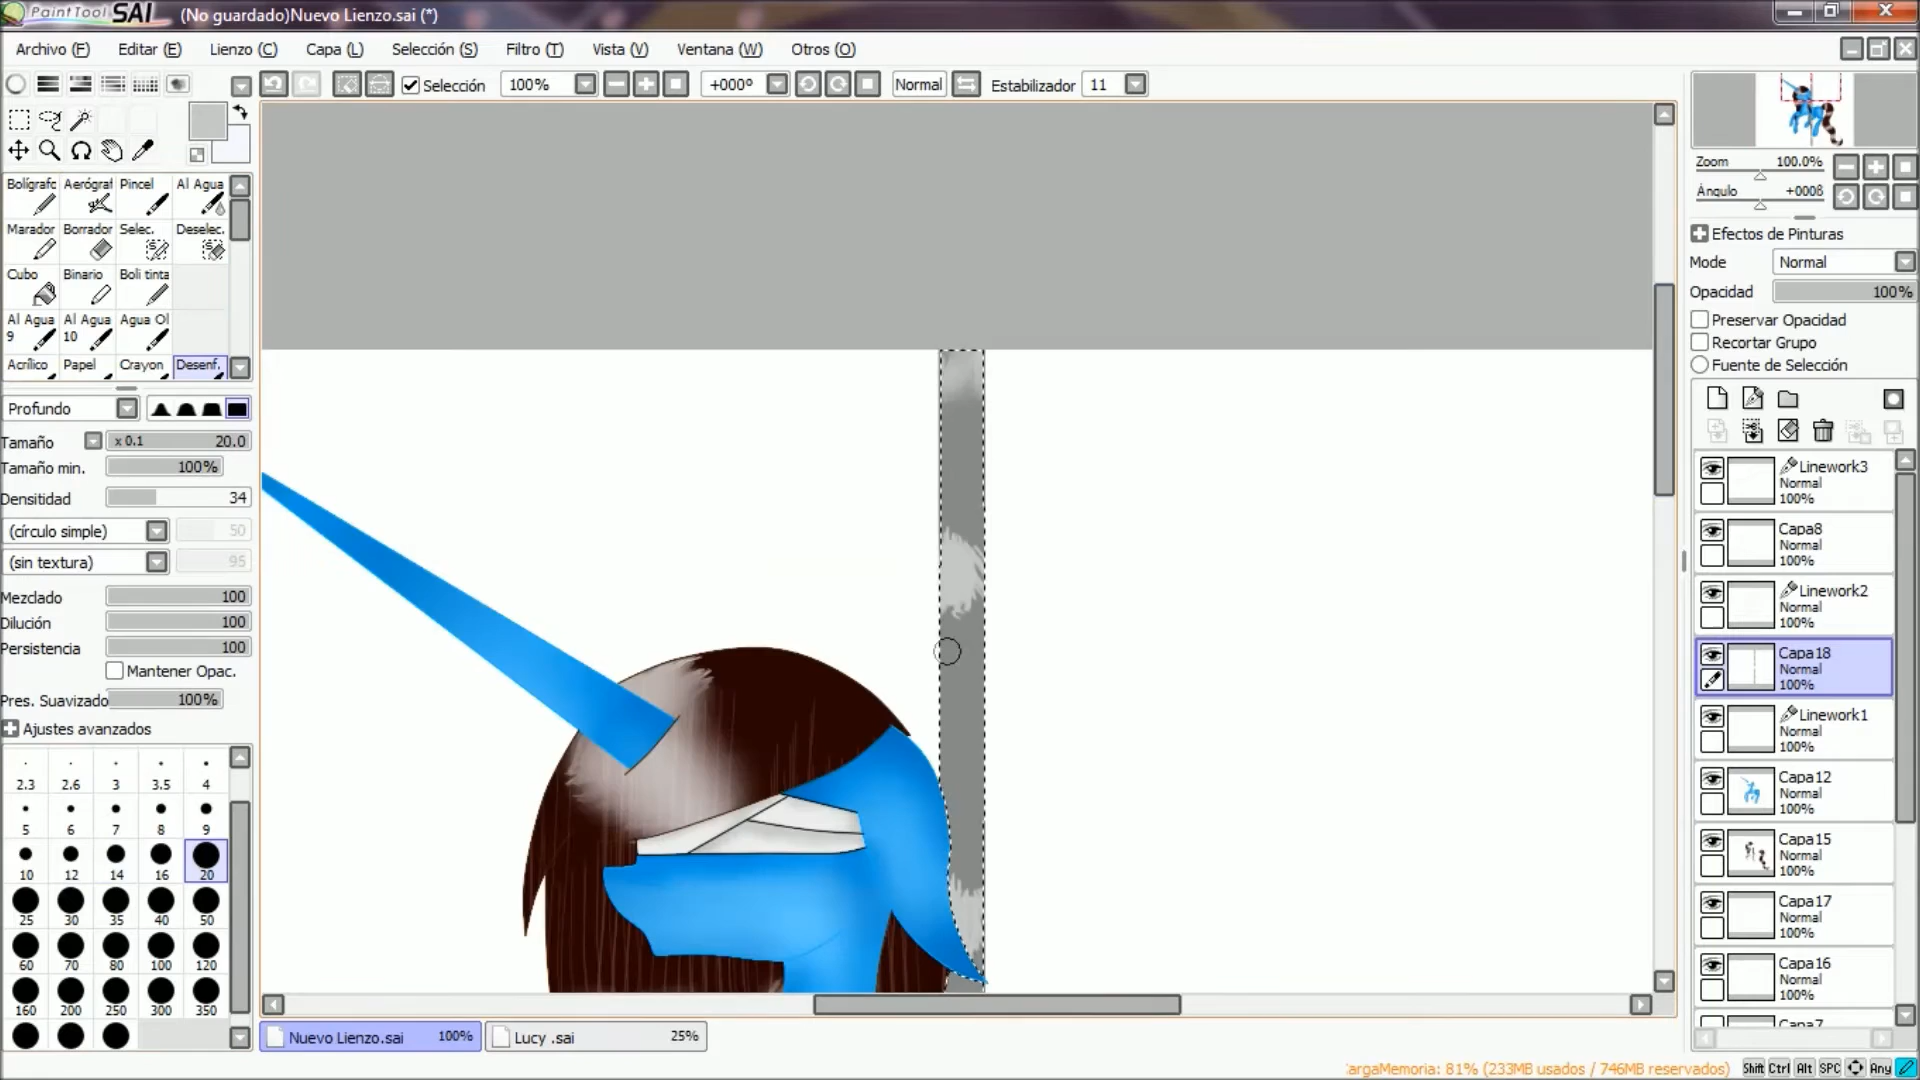 PaintTool SAI (No guardado)Nuevo Lienzo.sai (*)
Archivo (F) Editar (E) Lienzo (C) Capa (L) Selección (S) Filtro (T) Vista (V) Ventana (W) Otros (O)
Selección 100% +000º Normal Estabilizador 11
Zoom 100.0%
Ángulo +000ß
Bolígrafo Aerógraf Pincel Al Agua
Marador Borrador Selec. Deselec.
Cubo Binario Boli tinta
Al Agua 9 Al Agua 10 Agua Ol
Acrílico Papel Crayon Desenf.
Profundo
Tamaño x 0.1 20.0
Tamaño min. 100%
Densitidad 34
(círculo simple) 50
(sin textura) 95
Mezclado 100
Dilución 100
Persistencia 100
Mantener Opac.
Pres. Suavizado 100%
Ajustes avanzados
2.3 2.6 3 3.5 4
5 6 7 8 9
10 12 14 16 20
25 30 35 40 50
60 70 80 100 120
160 200 250 300 350
Efectos de Pinturas
Mode Normal
Opacidad 100%
Preservar Opacidad
Recortar Grupo
Fuente de Selección
Linework3
Normal
100%
Capa8
Normal
100%
Linework2
Normal
100%
Capa18
Normal
100%
Linework1
Normal
100%
Capa12
Normal
100%
Capa15
Normal
100%
Capa17
Normal
100%
Capa16
Normal
100%
Capa7
Nuevo Lienzo.sai 100% Lucy .sai 25%
argaMemoria: 81% (233MB usados / 746MB reservados) Shift Ctrl Alt SPC Any